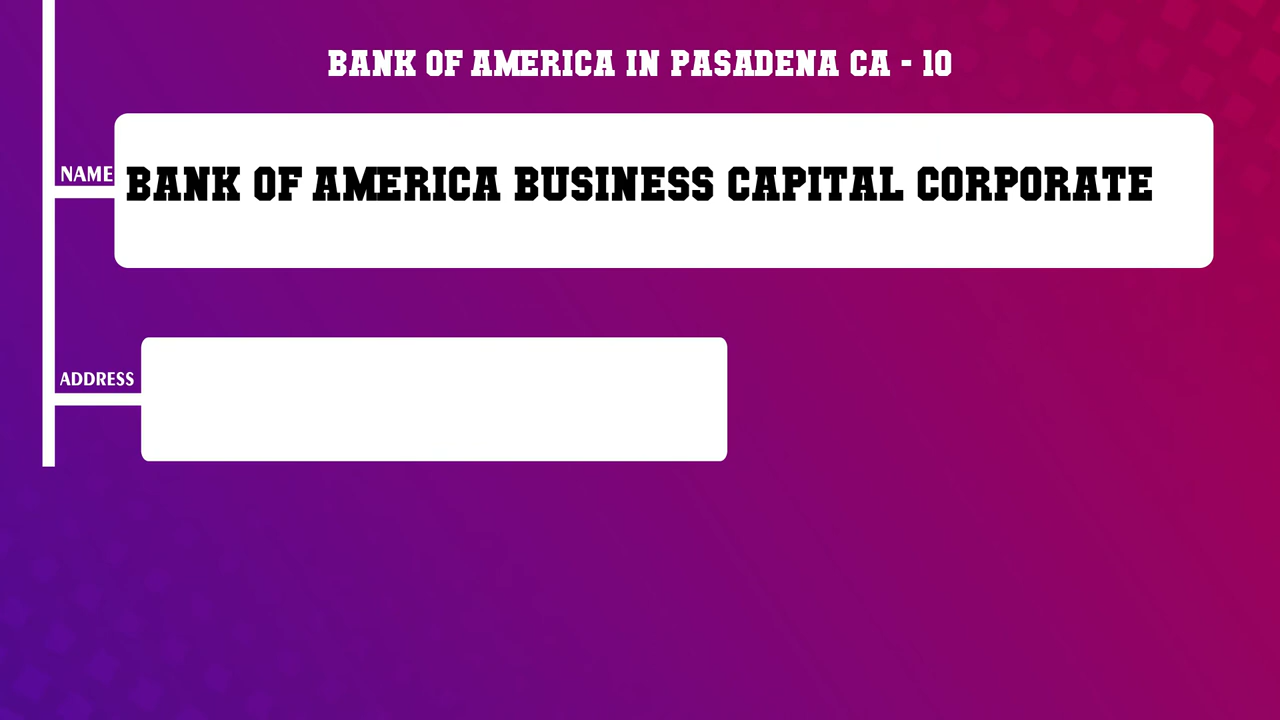 BANK OF AMERICA IN PASADENA CA - 10
NAME
BANK OF AMERICA BUSINESS CAPITAL CORPORATE
ADDRESS